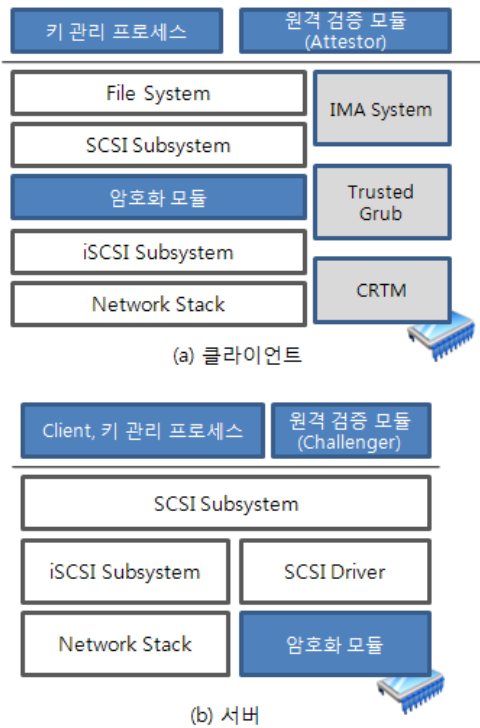 키 관리 프로세스
원격 검증 모듈
(Attestor)
File System
IMA System
SCSI Subsystem
암호화 모듈
Trusted
Grub
iSCSI Subsystem
CRTM
Network Stack
(a) 클라이언트
Client, 키 관리 프로세스
원격 검증 모듈
(Challenger)
SCSI Subsystem
iSCSI Subsystem
SCSI Driver
Network Stack
암호화 모듈
(b) 서버